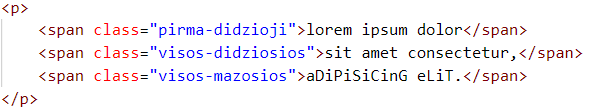 <p>
<span class="pirma-didzioji">lorem ipsum dolor</span>
<span class="visos-didziosios">sit amet consectetur,</span>
<span class="visos-mazosios">aDiPiSiCinG eLiT.</span>
</p>